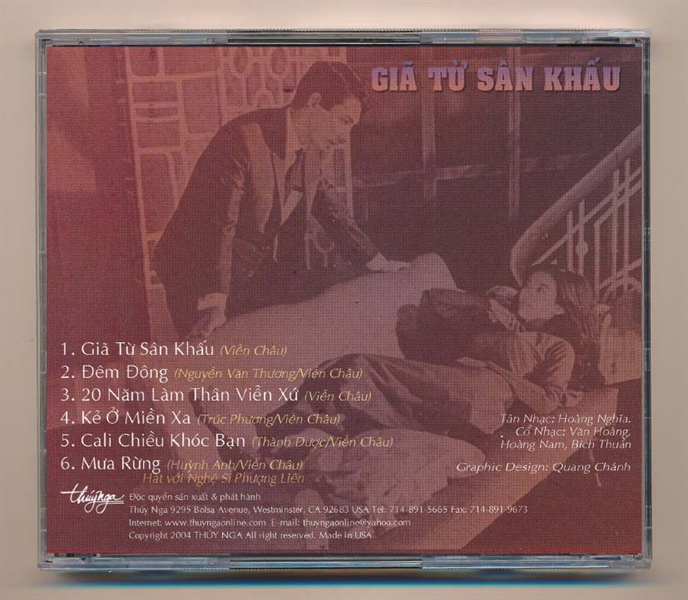 GIÃ TỪ SÂN KHẤU
1. Giã Từ Sân Khấu (Viễn Châu)
2. Đêm Đông (Nguyễn Văn Thương/Viễn Châu)
3. 20 Năm Làm Thân Viễn Xứ (Viễn Châu)
4. Kẻ Ở Miền Xa (Trúc Phương/Viễn Châu)
5. Cali Chiều Khóc Bạn (Thành Được/Viễn Châu)
6. Mưa Rừng (Huỳnh Anh/Viễn Châu)
Hát với Nghệ Sĩ Phượng Liên
Tân Nhạc: Hoàng Nghĩa.
Cổ Nhạc: Văn Hoàng.
Hoàng Nam, Bích Thuận
Graphic Design: Quang Chánh
thúy nga
Độc quyền sản xuất & phát hành
Thúy Nga 9295 Bolsa Avenue, Westminster, CA 92683 USA Tel: 714-891-5665 Fax: 714-891-9673
Internet: www.thuyngaonline.com E-mail: thuyngaonline@yahoo.com
Copyright 2004 THÚY NGA All right reserved. Made in USA